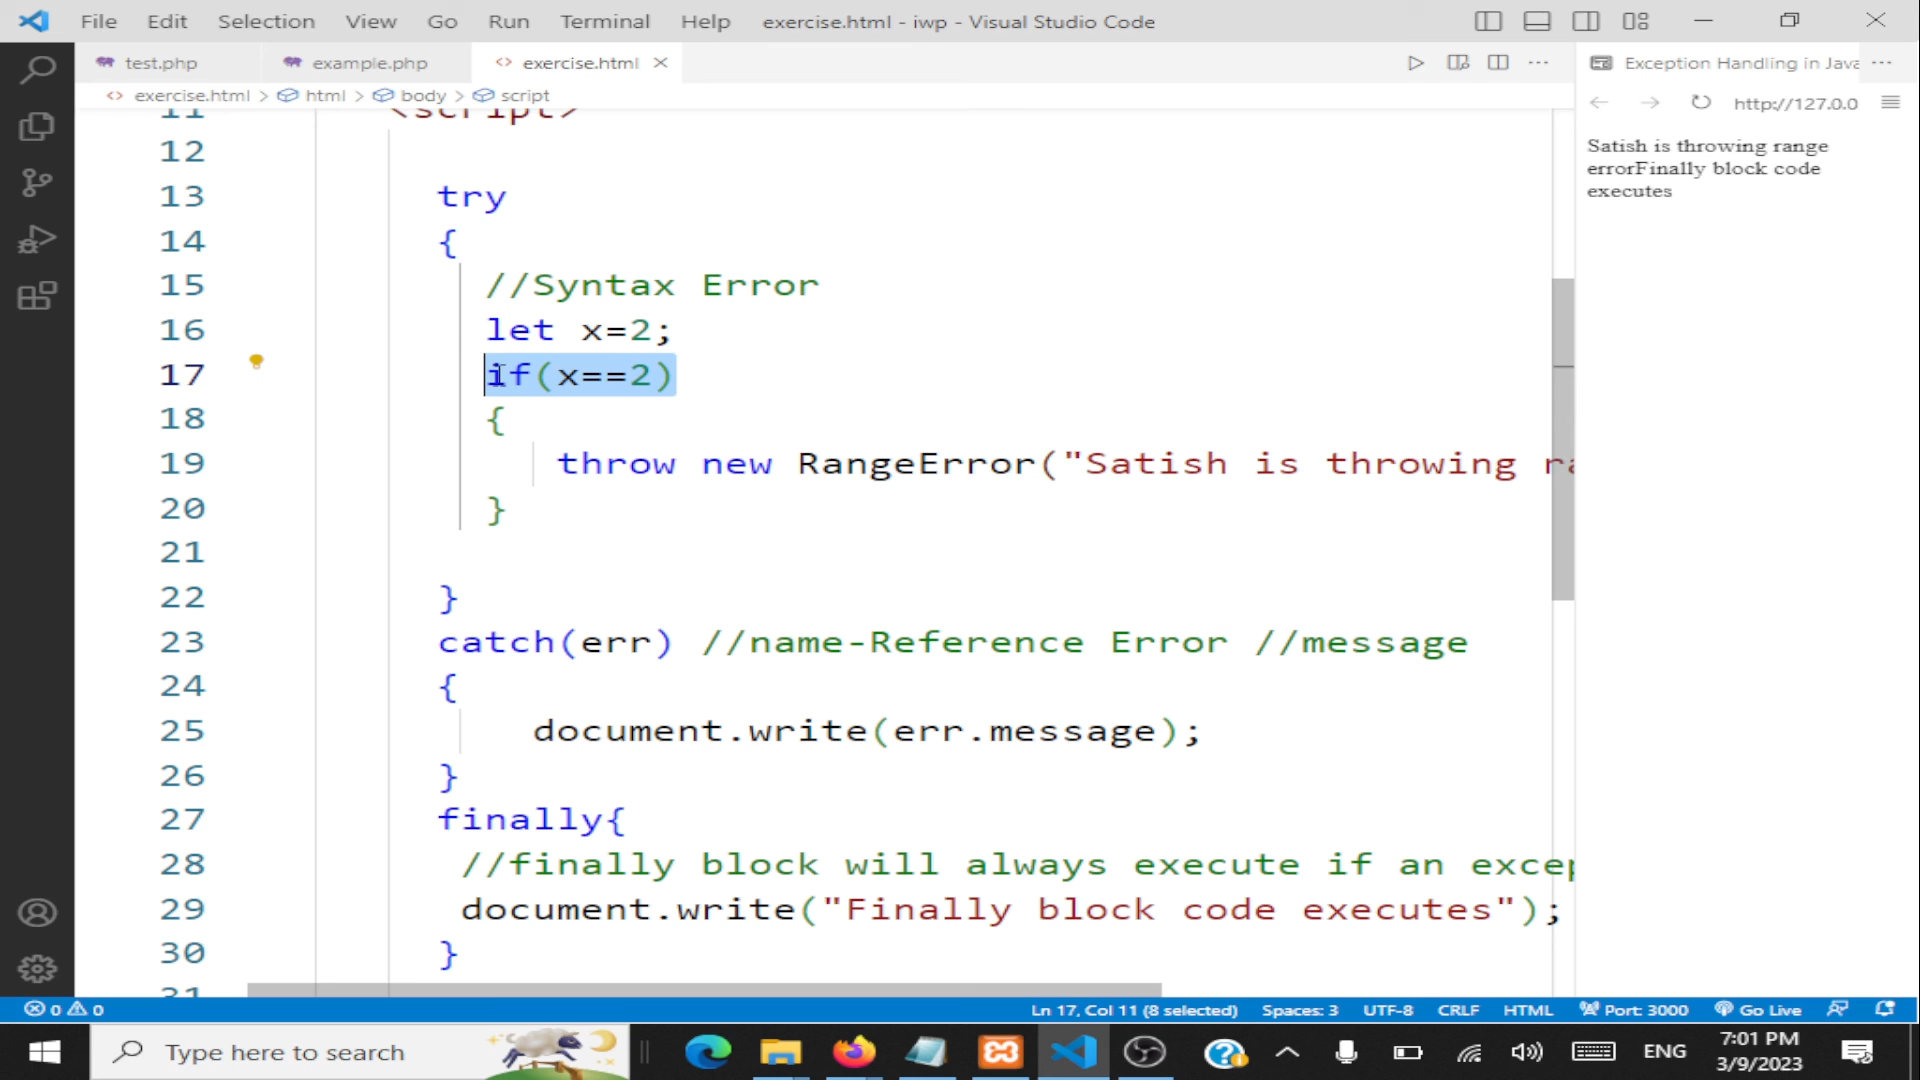 File Edit Selection View Go Run Terminal Help exercise.html - iwp - Visual Studio Code
test.php example.php exercise.html
exercise.html > html > body > script
11 <script>
12
13 try
14 {
15 //Syntax Error
16 let x=2;
17 if(x==2)
18 {
19 throw new RangeError("Satish is throwing ra
20 }
21
22 }
23 catch(err) //name-Reference Error //message
24 {
25 document.write(err.message);
26 }
27 finally{
28 //finally block will always execute if an excep
29 document.write("Finally block code executes");
30 }
31
Exception Handling in Java
http://127.0.0
Satish is throwing range
errorFinally block code
executes
0 0 Ln 17, Col 11 (8 selected) Spaces: 3 UTF-8 CRLF HTML Port: 3000 Go Live
Type here to search ENG 7:01 PM
3/9/2023